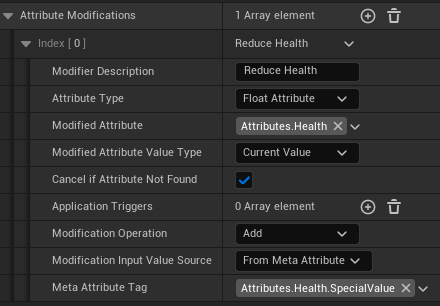 Attribute Modifications 1 Array element
Index [ 0 ] Reduce Health
Modifier Description Reduce Health
Attribute Type Float Attribute
Modified Attribute Attributes.Health
Modified Attribute Value Type Current Value
Cancel if Attribute Not Found
Application Triggers 0 Array element
Modification Operation Add
Modification Input Value Source From Meta Attribute
Meta Attribute Tag Attributes.Health.SpecialValue